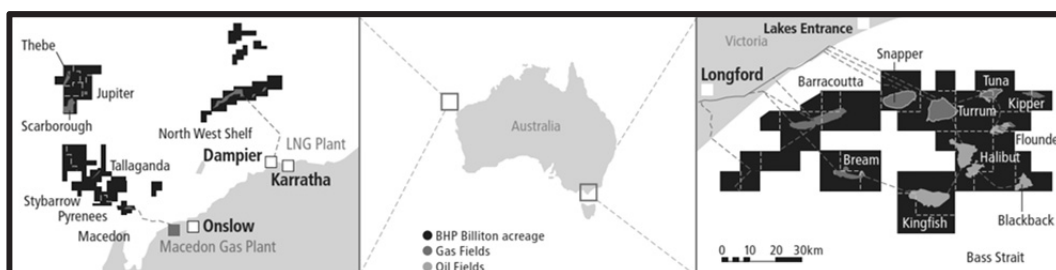 Thebe
Jupiter
Scarborough
North West Shelf
LNG Plant
Dampier
Karratha
Tallaganda
Stybarrow
Pyrenees
Macedon
Onslow
Macedon Gas Plant
Australia
BHP Billiton acreage
Gas Fields
Oil Fields
Lakes Entrance
Victoria
Snapper
Longford
Barracoutta
Tuna
Kipper
Turrum
Flounde
Bream
Halibut
Kingfish
Blackback
0 10 20 30km
Bass Strait